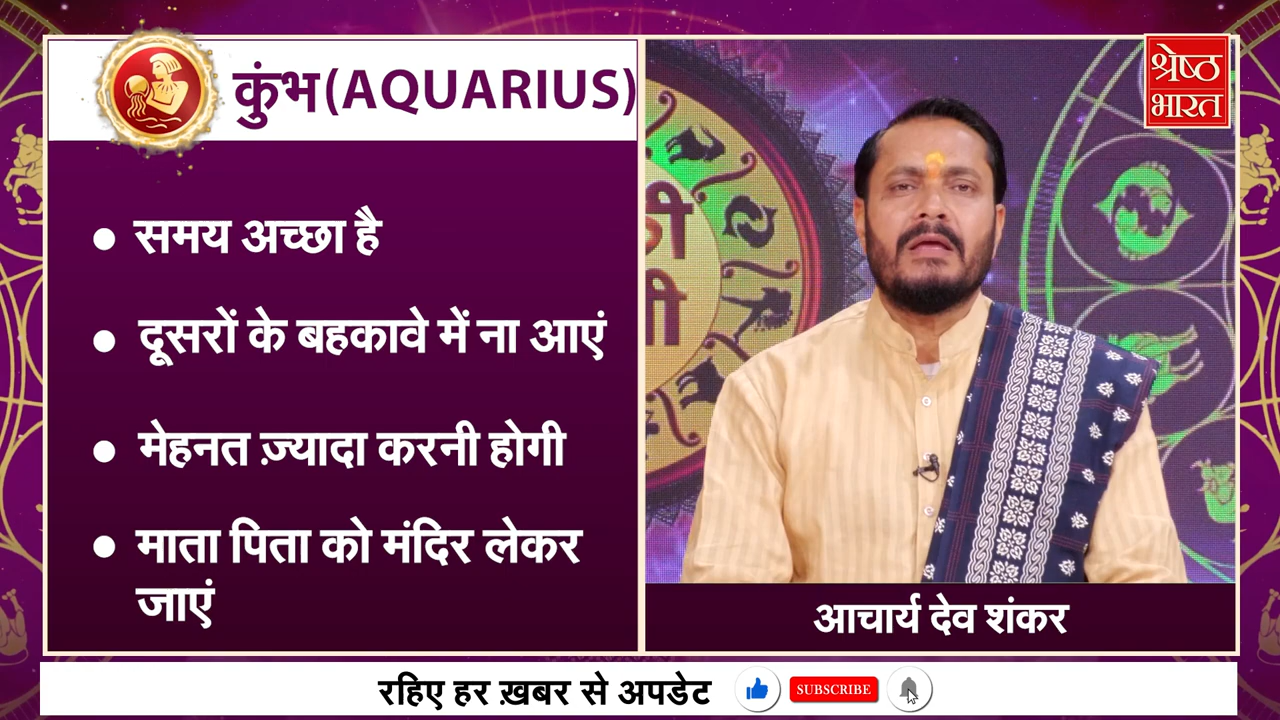 कुंभ(AQUARIUS)
समय अच्छा है
दूसरों के बहकावे में ना आएं
मेहनत ज़्यादा करनी होगी
माता पिता को मंदिर लेकर
जाएं
श्रेष्ठ
भारत
आचार्य देव शंकर
रहिए हर ख़बर से अपडेट
SUBSCRIBE